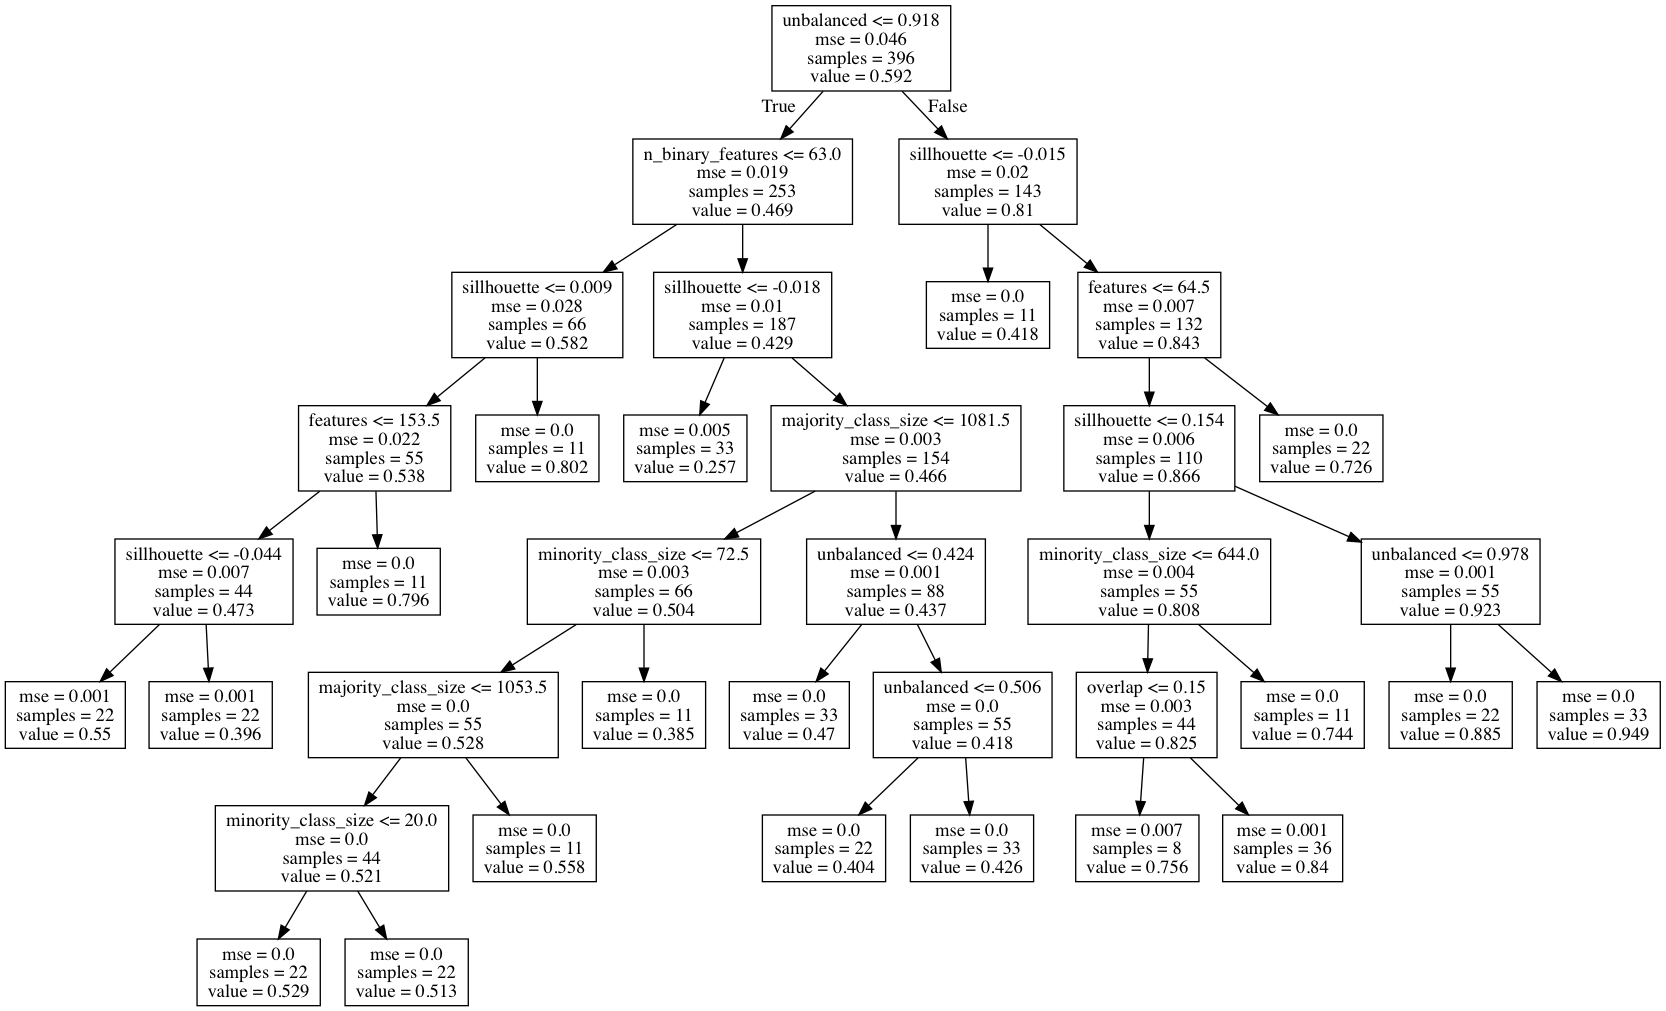 unbalanced <= 0.918
mse = 0.046
samples = 396
value = 0.592
True
False
n_binary_features <= 63.0
mse = 0.019
samples = 253
value = 0.469
sillhouette <= -0.015
mse = 0.02
samples = 143
value = 0.81
sillhouette <= 0.009
mse = 0.028
samples = 66
value = 0.582
sillhouette <= -0.018
mse = 0.01
samples = 187
value = 0.429
mse = 0.0
samples = 11
value = 0.418
features <= 64.5
mse = 0.007
samples = 132
value = 0.843
features <= 153.5
mse = 0.022
samples = 55
value = 0.538
mse = 0.0
samples = 11
value = 0.802
mse = 0.005
samples = 33
value = 0.257
majority_class_size <= 1081.5
mse = 0.003
samples = 154
value = 0.466
sillhouette <= 0.154
mse = 0.006
samples = 110
value = 0.866
mse = 0.0
samples = 22
value = 0.726
sillhouette <= -0.044
mse = 0.007
samples = 44
value = 0.473
mse = 0.0
samples = 11
value = 0.796
minority_class_size <= 72.5
mse = 0.003
samples = 66
value = 0.504
unbalanced <= 0.424
mse = 0.001
samples = 88
value = 0.437
minority_class_size <= 644.0
mse = 0.004
samples = 55
value = 0.808
unbalanced <= 0.978
mse = 0.001
samples = 55
value = 0.923
mse = 0.001
samples = 22
value = 0.55
mse = 0.001
samples = 22
value = 0.396
majority_class_size <= 1053.5
mse = 0.0
samples = 55
value = 0.528
mse = 0.0
samples = 11
value = 0.385
mse = 0.0
samples = 33
value = 0.47
unbalanced <= 0.506
mse = 0.0
samples = 55
value = 0.418
overlap <= 0.15
mse = 0.003
samples = 44
value = 0.825
mse = 0.0
samples = 11
value = 0.744
mse = 0.0
samples = 22
value = 0.885
mse = 0.0
samples = 33
value = 0.949
minority_class_size <= 20.0
mse = 0.0
samples = 44
value = 0.521
mse = 0.0
samples = 11
value = 0.558
mse = 0.0
samples = 22
value = 0.404
mse = 0.0
samples = 33
value = 0.426
mse = 0.007
samples = 8
value = 0.756
mse = 0.001
samples = 36
value = 0.84
mse = 0.0
samples = 22
value = 0.529
mse = 0.0
samples = 22
value = 0.513